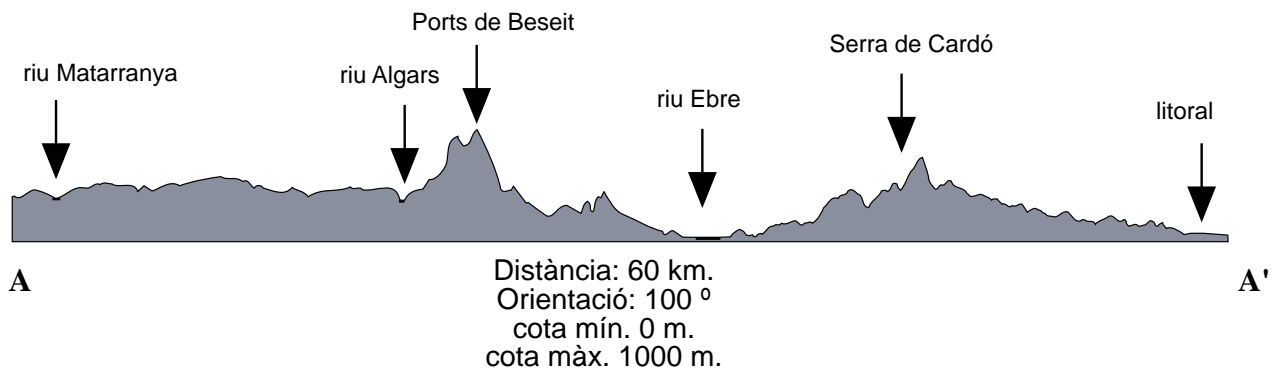 Ports de Beseit
Serra de Cardó
riu Matarranya
riu Algars
riu Ebre
litoral
A
A'
Distància: 60 km.
Orientació: 100 º
cota mín. 0 m.
cota màx. 1000 m.